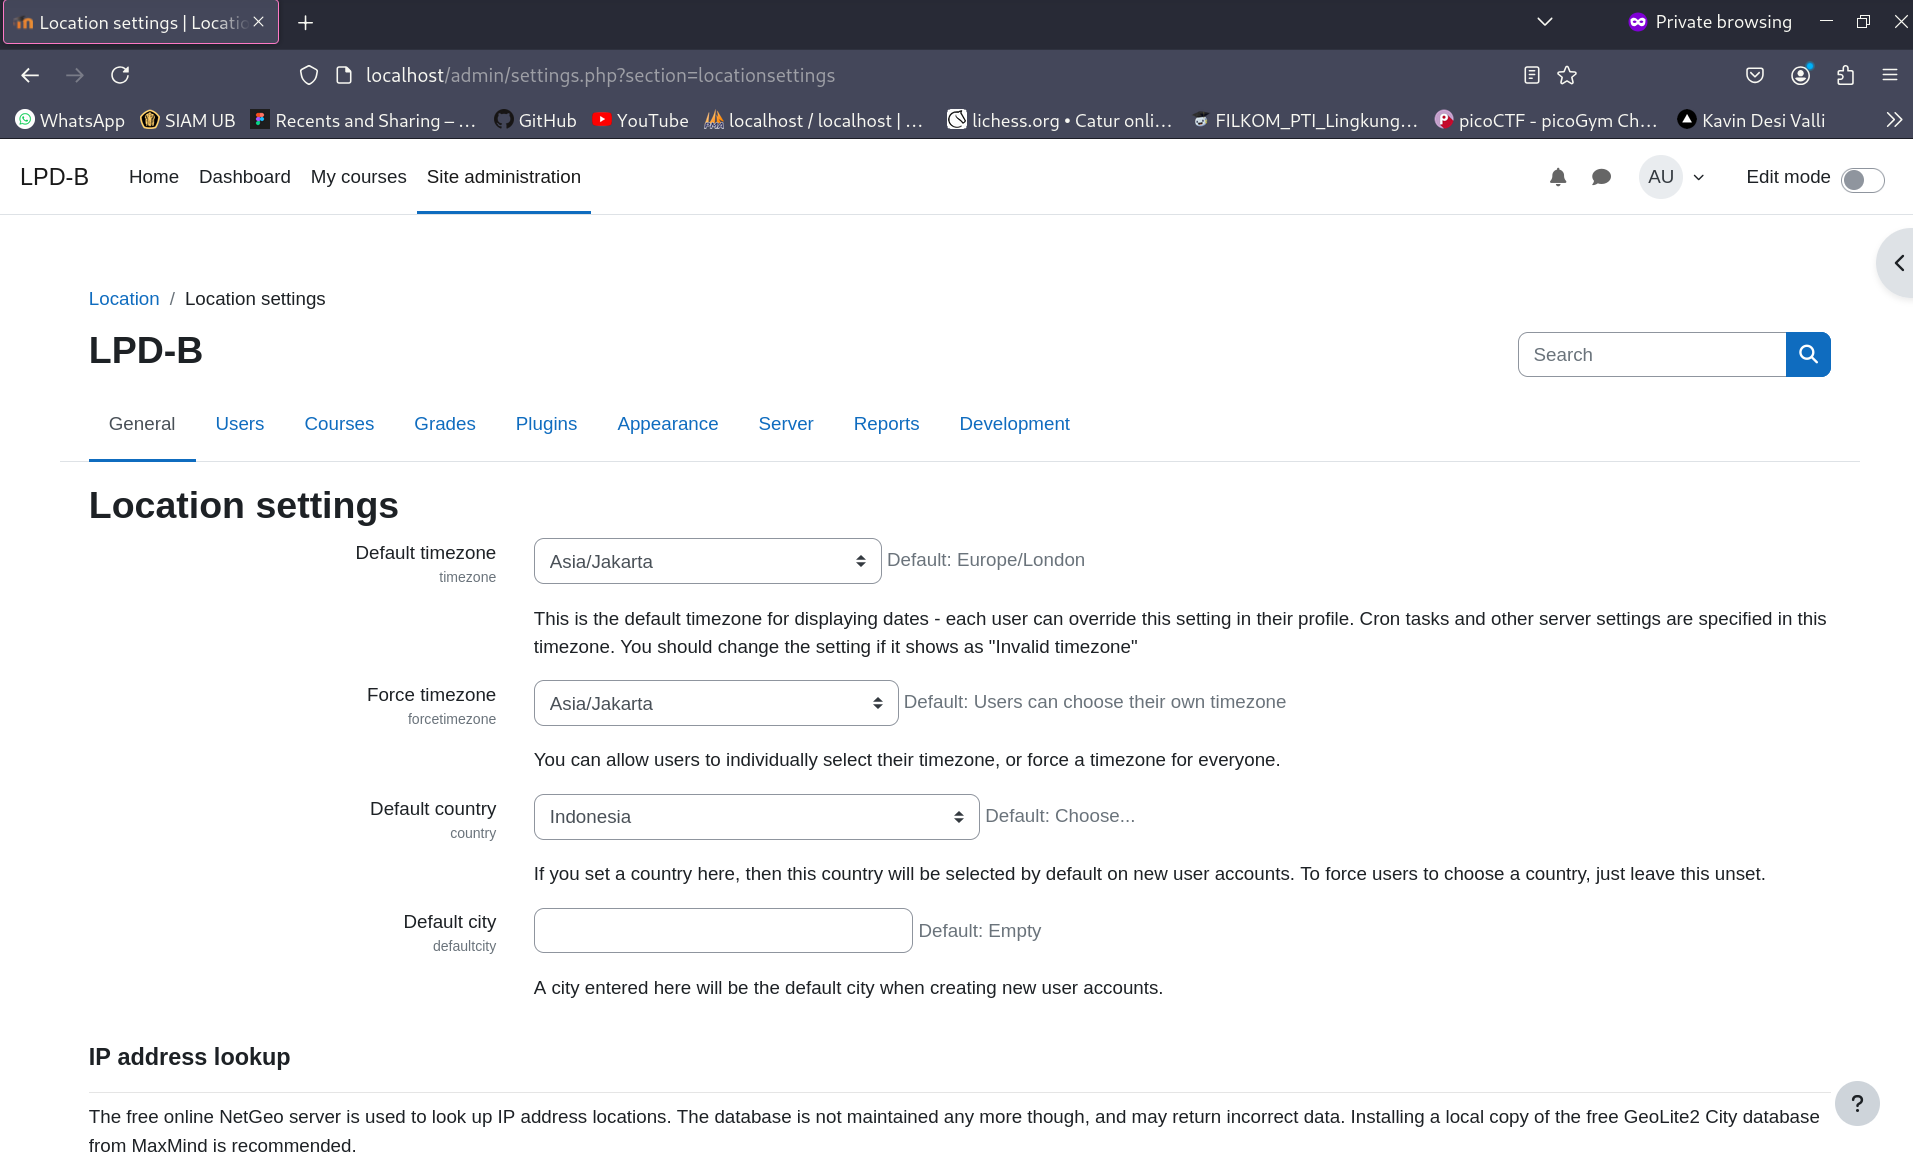 Location settings | Locatio
Private browsing
localhost/admin/settings.php?section=locationsettings
WhatsApp SIAM UB Recents and Sharing – ... GitHub YouTube localhost / localhost | ... lichess.org • Catur onli... FILKOM_PTI_Lingkung... picoCTF - picoGym Ch... Kavin Desi Valli
LPD-B Home Dashboard My courses Site administration AU Edit mode
Location / Location settings
LPD-B
Search
General Users Courses Grades Plugins Appearance Server Reports Development
Location settings
Default timezone Asia/Jakarta Default: Europe/London
timezone
This is the default timezone for displaying dates - each user can override this setting in their profile. Cron tasks and other server settings are specified in this
timezone. You should change the setting if it shows as "Invalid timezone"
Force timezone Asia/Jakarta Default: Users can choose their own timezone
forcetimezone
You can allow users to individually select their timezone, or force a timezone for everyone.
Default country Indonesia Default: Choose...
country
If you set a country here, then this country will be selected by default on new user accounts. To force users to choose a country, just leave this unset.
Default city Default: Empty
defaultcity
A city entered here will be the default city when creating new user accounts.
IP address lookup
?
The free online NetGeo server is used to look up IP address locations. The database is not maintained any more though, and may return incorrect data. Installing a local copy of the free GeoLite2 City database
from MaxMind is recommended.